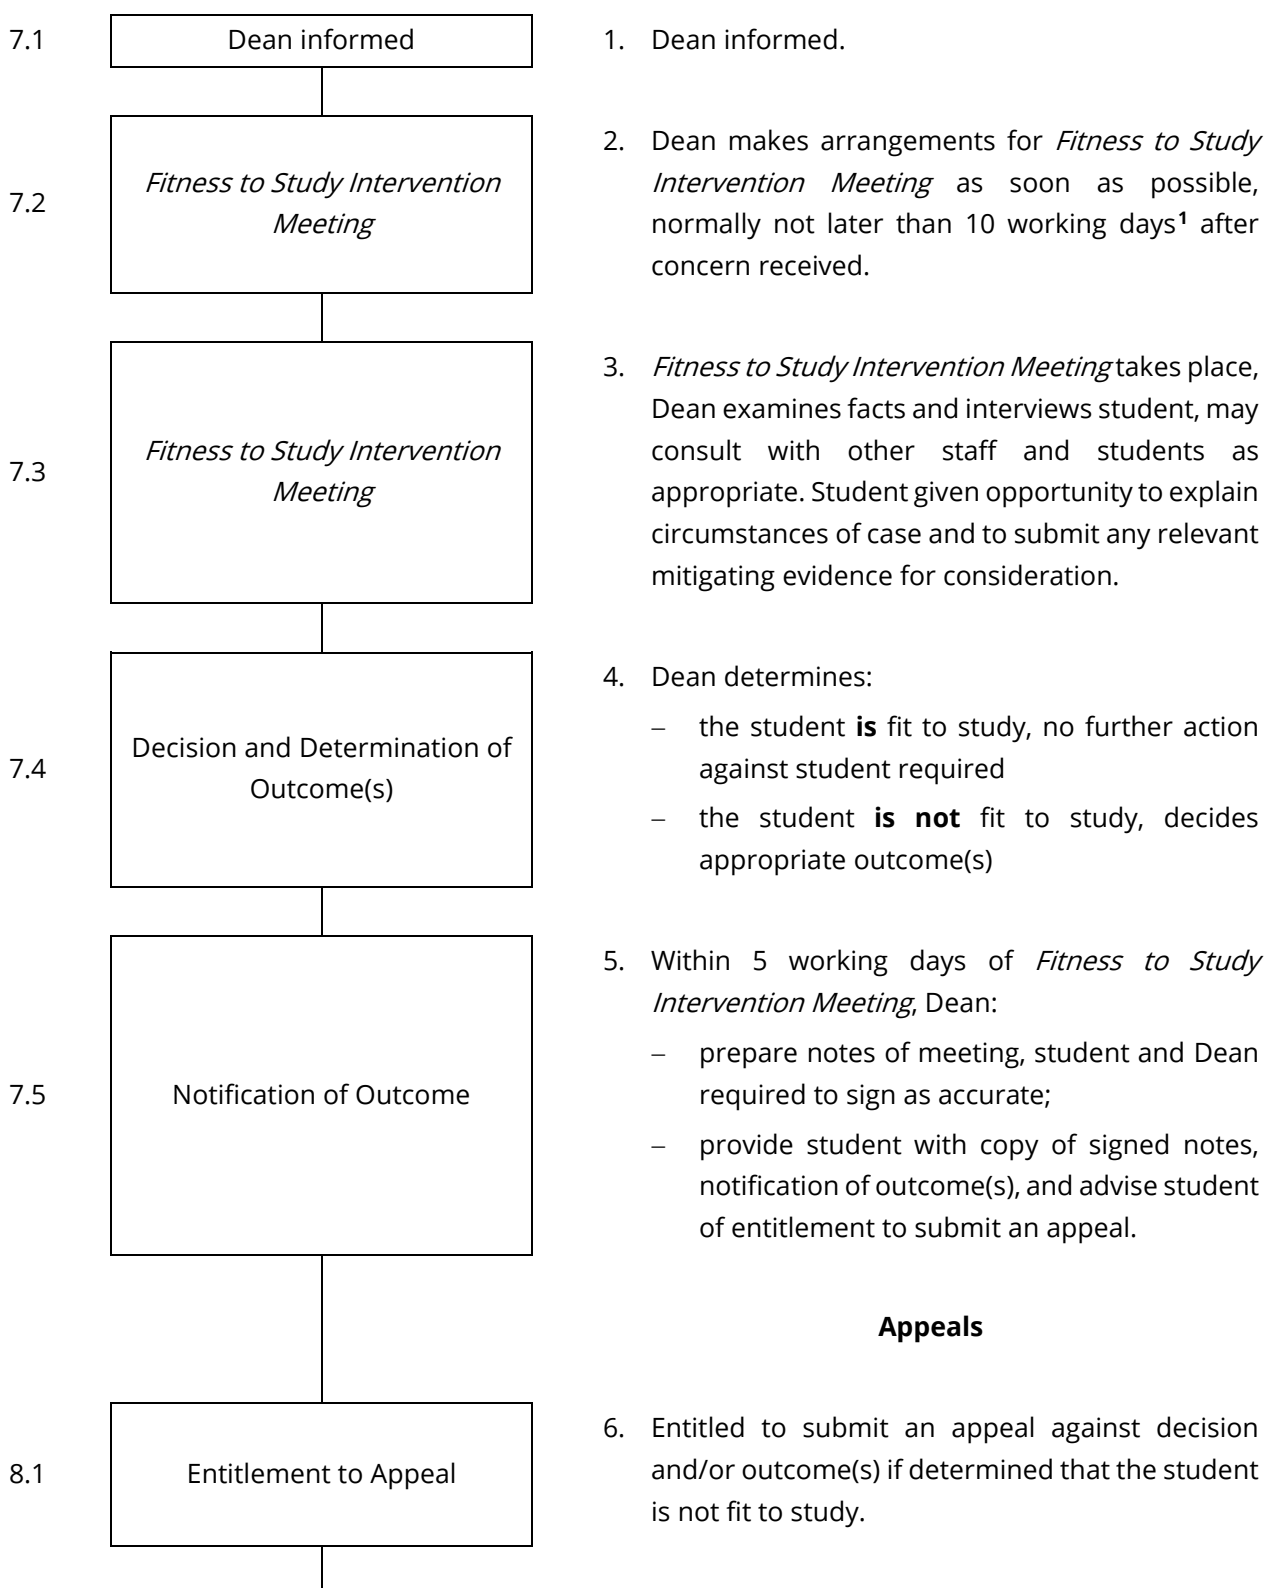 7.1
Dean informed
1. Dean informed.
7.2
Fitness to Study Intervention
Meeting
2. Dean makes arrangements for Fitness to Study
Intervention Meeting as soon as possible,
normally not later than 10 working days¹ after
concern received.
7.3
Fitness to Study Intervention
Meeting
3. Fitness to Study Intervention Meeting takes place,
Dean examines facts and interviews student, may
consult with other staff and students as
appropriate. Student given opportunity to explain
circumstances of case and to submit any relevant
mitigating evidence for consideration.
7.4
Decision and Determination of
Outcome(s)
4. Dean determines:
– the student is fit to study, no further action
against student required
– the student is not fit to study, decides
appropriate outcome(s)
7.5
Notification of Outcome
5. Within 5 working days of Fitness to Study
Intervention Meeting, Dean:
– prepare notes of meeting, student and Dean
required to sign as accurate;
– provide student with copy of signed notes,
notification of outcome(s), and advise student
of entitlement to submit an appeal.
Appeals
8.1
Entitlement to Appeal
6. Entitled to submit an appeal against decision
and/or outcome(s) if determined that the student
is not fit to study.